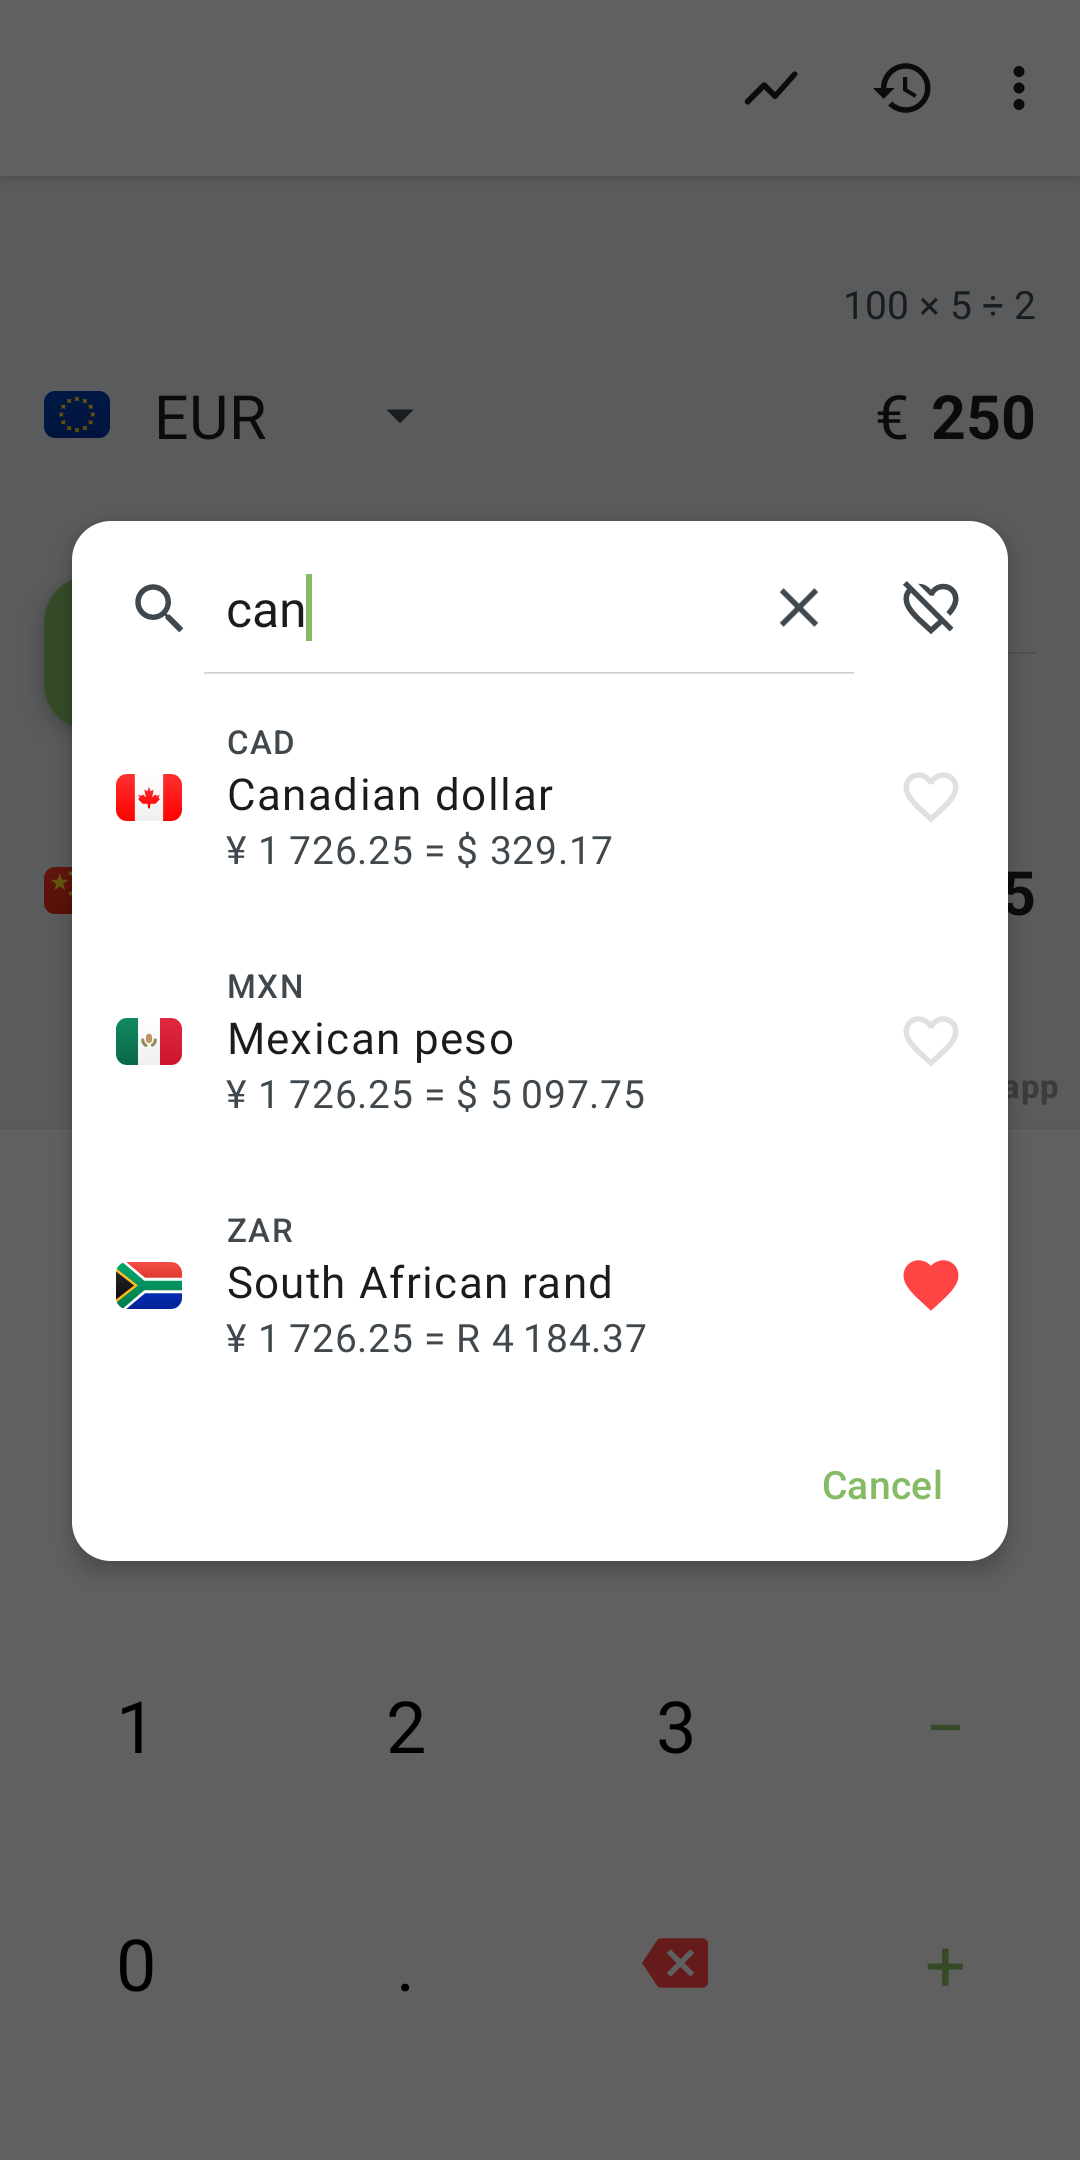 100 × 5 ÷ 2
EUR
€ 250
can
CAD
Canadian dollar
¥ 1 726.25 = $ 329.17
5
MXN
Mexican peso
¥ 1 726.25 = $ 5 097.75
app
ZAR
South African rand
¥ 1 726.25 = R 4 184.37
Cancel
1 2 3 −
0 . +